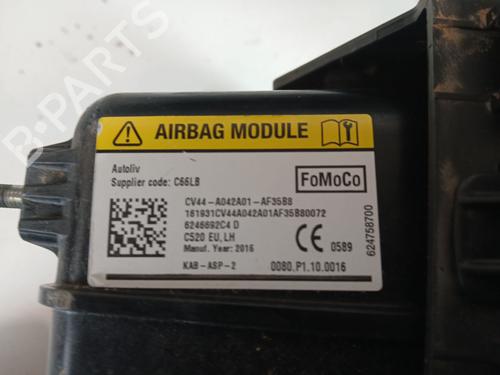 B-PARTS
AIRBAG MODULE
Autoliv
Supplier code: C66LB
FoMoCo
CV44-A042A01-AF35B8
161931CV44A042A01AF35B80072
6246692C4 D
C520 EU, LH
Manuf. Year: 2016
CE 0589
KAB-ASP-2
0080.P1.10.0016
624758700